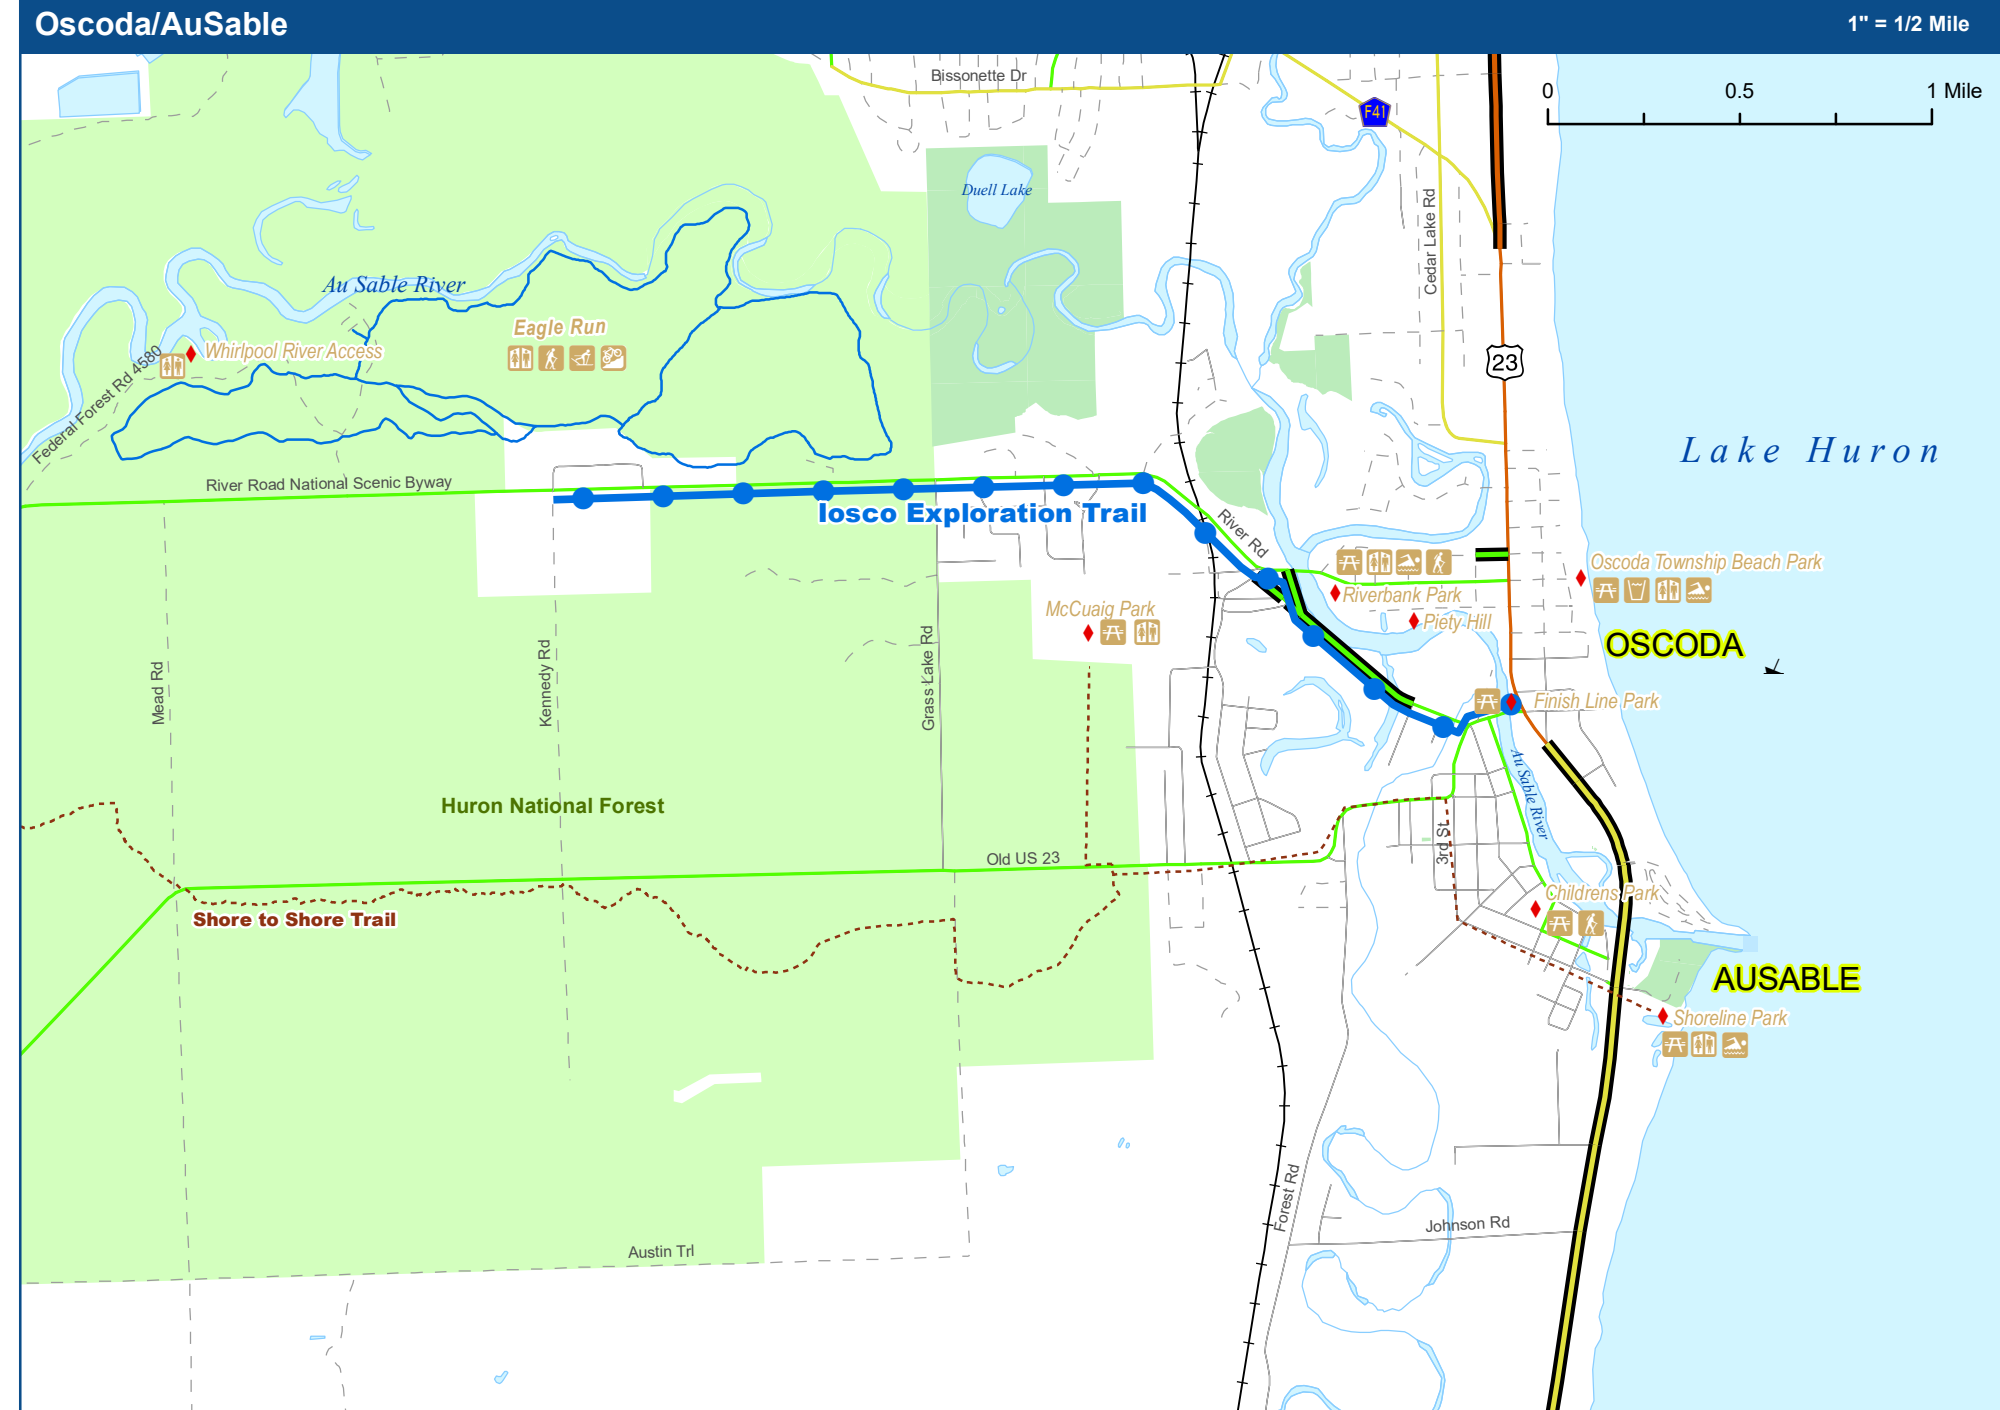 Oscoda/AuSable
1" = 1/2 Mile
Bissonette Dr
0 0.5 1 Mile
F41
Duell Lake
Cedar Lake Rd
Au Sable River
Eagle Run
Whirlpool River Access
Federal Forest Rd 4580
23
Lake Huron
River Road National Scenic Byway
Iosco Exploration Trail
River Rd
Oscoda Township Beach Park
Riverbank Park
McCuaig Park
Piety Hill
OSCODA
Mead Rd
Kennedy Rd
Grass Lake Rd
Finish Line Park
Au Sable River
Huron National Forest
Old US 23
3rd St
Childrens Park
Shore to Shore Trail
AUSABLE
Shoreline Park
Forest Rd
Johnson Rd
Austin Trl